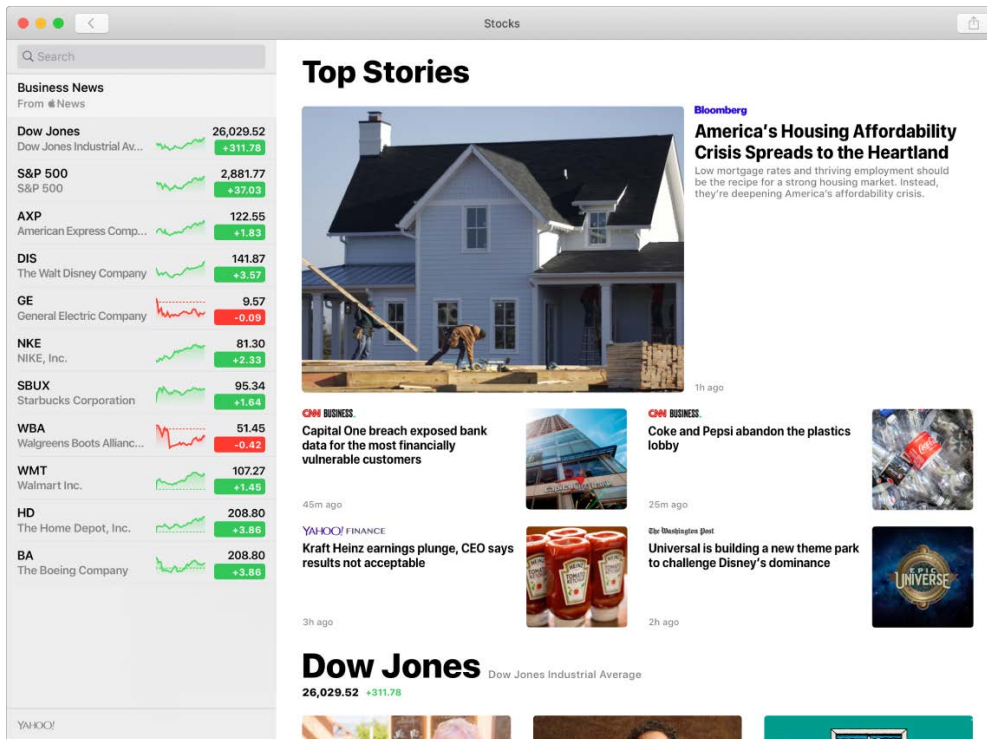 Stocks
Search
Business News
From News
Dow Jones 26,029.52
Dow Jones Industrial Av... +311.78
S&P 500 2,881.77
S&P 500 +37.03
AXP 122.55
American Express Comp... +1.83
DIS 141.87
The Walt Disney Company +3.57
GE 9.57
General Electric Company -0.09
NKE 81.30
NIKE, Inc. +2.33
SBUX 95.34
Starbucks Corporation +1.64
WBA 51.45
Walgreens Boots Allianc... -0.42
WMT 107.27
Walmart Inc. +1.45
HD 208.80
The Home Depot, Inc. +3.86
BA 208.80
The Boeing Company +3.86
YAHOO!
Top Stories
Bloomberg
America's Housing Affordability
Crisis Spreads to the Heartland
Low mortgage rates and thriving employment should
be the recipe for a strong housing market. Instead,
they're deepening America's affordability crisis.
1h ago
CNN BUSINESS
Capital One breach exposed bank
data for the most financially
vulnerable customers
45m ago
CNN BUSINESS
Coke and Pepsi abandon the plastics
lobby
25m ago
YAHOO! FINANCE
Kraft Heinz earnings plunge, CEO says
results not acceptable
3h ago
HEINZ
TOMATO
KETCHUP
The Washington Post
Universal is building a new theme park
to challenge Disney's dominance
2h ago
EPIC
UNIVERSE
Dow Jones Dow Jones Industrial Average
26,029.52 +311.78